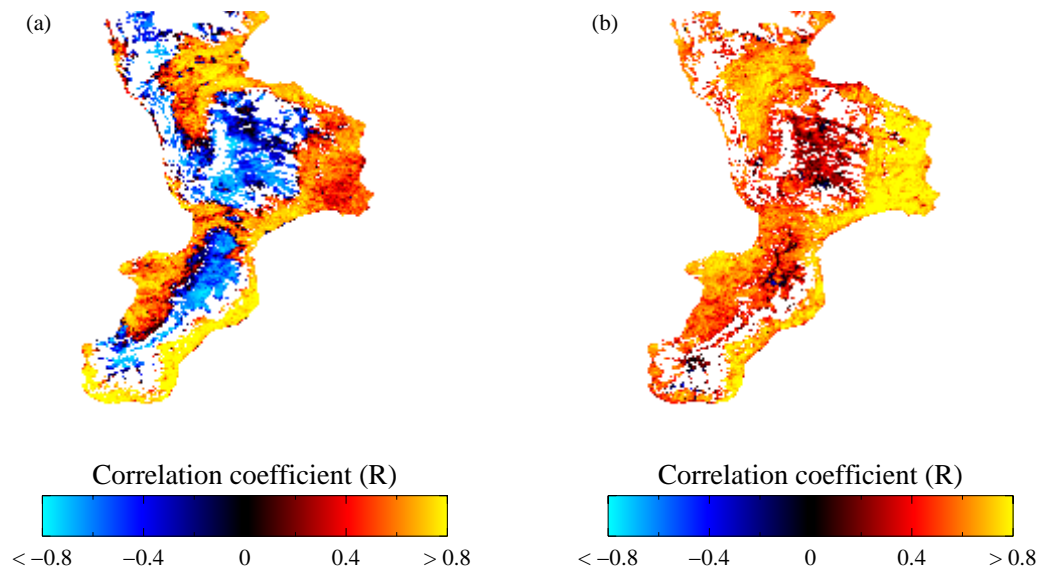 (a)
(b)
Correlation coefficient (R)
Correlation coefficient (R)
< −0.8 −0.4 0 0.4 > 0.8
< −0.8 −0.4 0 0.4 > 0.8